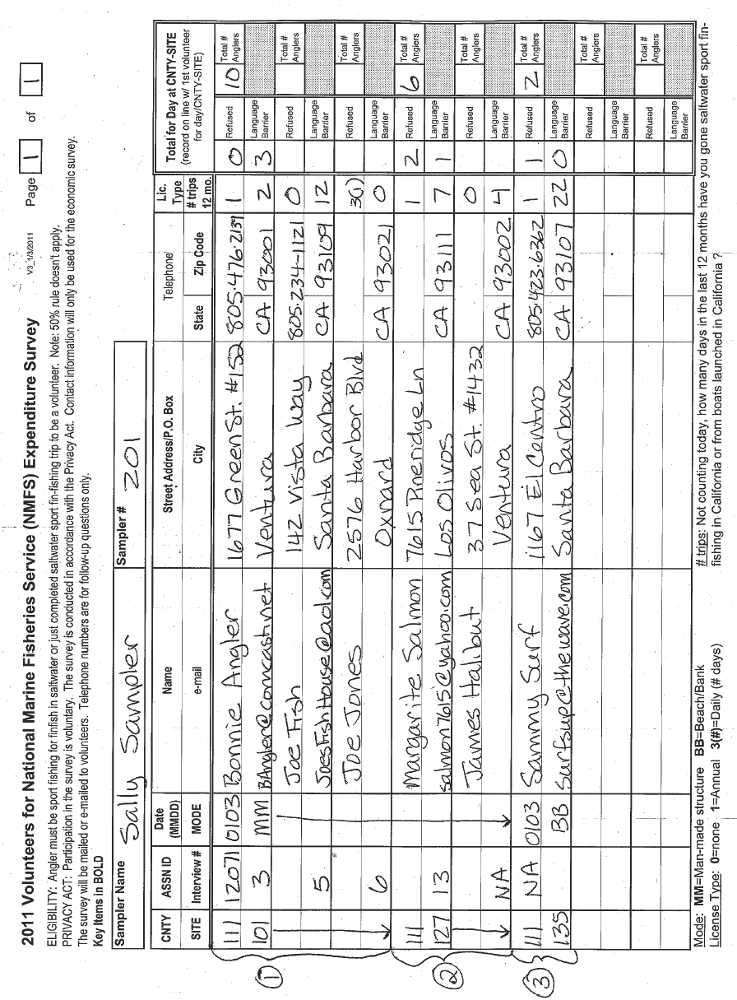 2011 Volunteers for National Marine Fisheries Service (NMFS) Expenditure Survey V3_1/3/2011 Page 1 of 1
ELIGIBILITY: Angler must be sport fishing for finfish in saltwater or just completed saltwater sport fin-fishing trip to be a volunteer. Note: 50% rule doesn't apply.
PRIVACY ACT: Participation in the survey is voluntary. The survey is conducted in accordance with the Privacy Act. Contact information will only be used for the economic survey.
The survey will be mailed or e-mailed to volunteers. Telephone numbers are for follow-up questions only.
Key Items in BOLD
Sampler Name Sally Sampler Sampler # 201
CNTY ASSN ID Date (MMDD) Name Street Address/P.O. Box Telephone Lic. Type Total for Day at CNTY-SITE
SITE Interview # MODE e-mail City State Zip Code # trips 12 mo. (record on line w/ 1st volunteer for day/CNTY-SITE)
111 12071 0103 Bonnie Angler 1677 Green St. #152 805.476.2139 1 0 Refused 10 Total # Anglers
① 101 3 MM BAngler@comcast.net Ventura CA 93001 2 3 Language Barrier
Joe Fish 142 Vista Way 805.234-1121 0 Refused Total # Anglers
5 JoesFishHouse@aol.com Santa Barbara CA 93109 12 Language Barrier
Joe Jones 2576 Harbor Blvd 3(1) Refused Total # Anglers
6 Oxnard CA 93021 0 Language Barrier
111 Margarite Salmon 7615 Pineridge Ln 1 2 Refused 6 Total # Anglers
② 127 13 salmon7615@yahoo.com Los Olivos CA 93111 7 1 Language Barrier
James Halibut 37 Sea St. #1432 0 Refused Total # Anglers
NA Ventura CA 93002 4 Language Barrier
111 NA 0103 Sammy Surf 1167 El Centro 805.423.6362 1 1 Refused 2 Total # Anglers
③ 135 BB Surfsup@thewave.com Santa Barbara CA 93107 22 0 Language Barrier
Refused Total # Anglers
Language Barrier
Refused Total # Anglers
Language Barrier
Mode: MM=Man-made structure BB=Beach/Bank
License Type: 0=none 1=Annual 3(#)=Daily (# days)
# trips: Not counting today, how many days in the last 12 months have you gone saltwater sport fin-
fishing in California or from boats launched in California ?